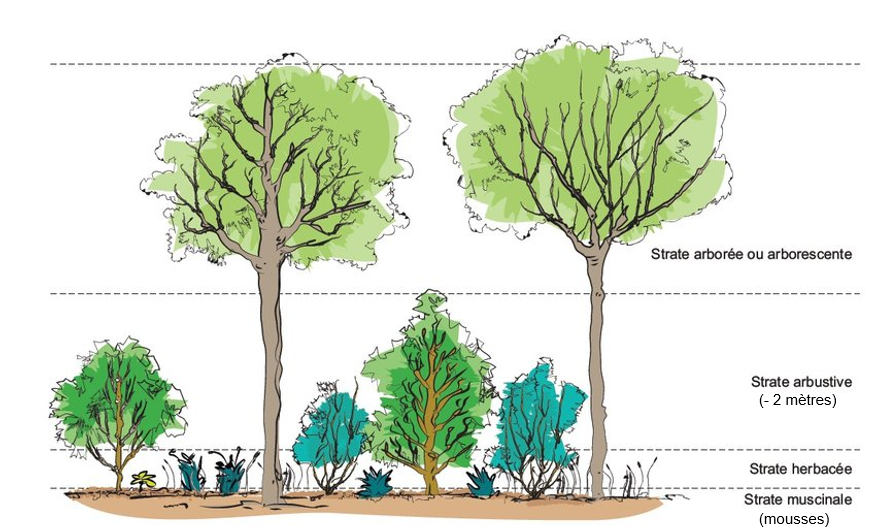 Strate arborée ou arborescente
Strate arbustive
(- 2 mètres)
Strate herbacée
Strate muscinale
(mousses)